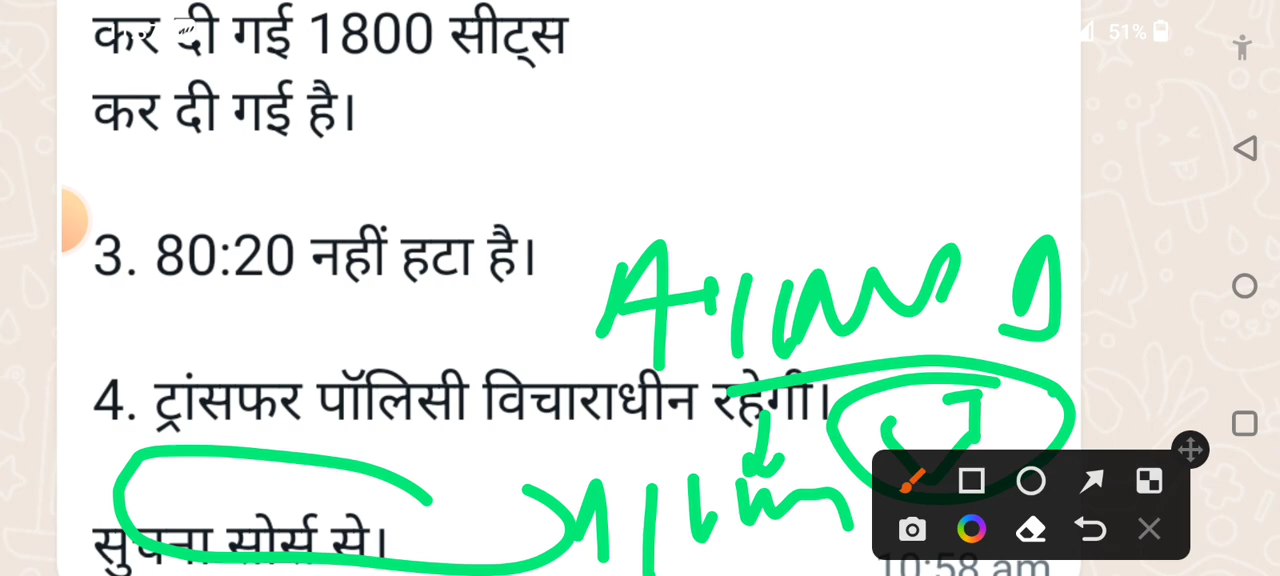 कर दी गई 1800 सीट्स
51%
कर दी गई है।
3. 80:20 नहीं हटा है।
4. ट्रांसफर पॉलिसी विचाराधीन रहेगी।
सुचना सोर्स से।
10:58 am